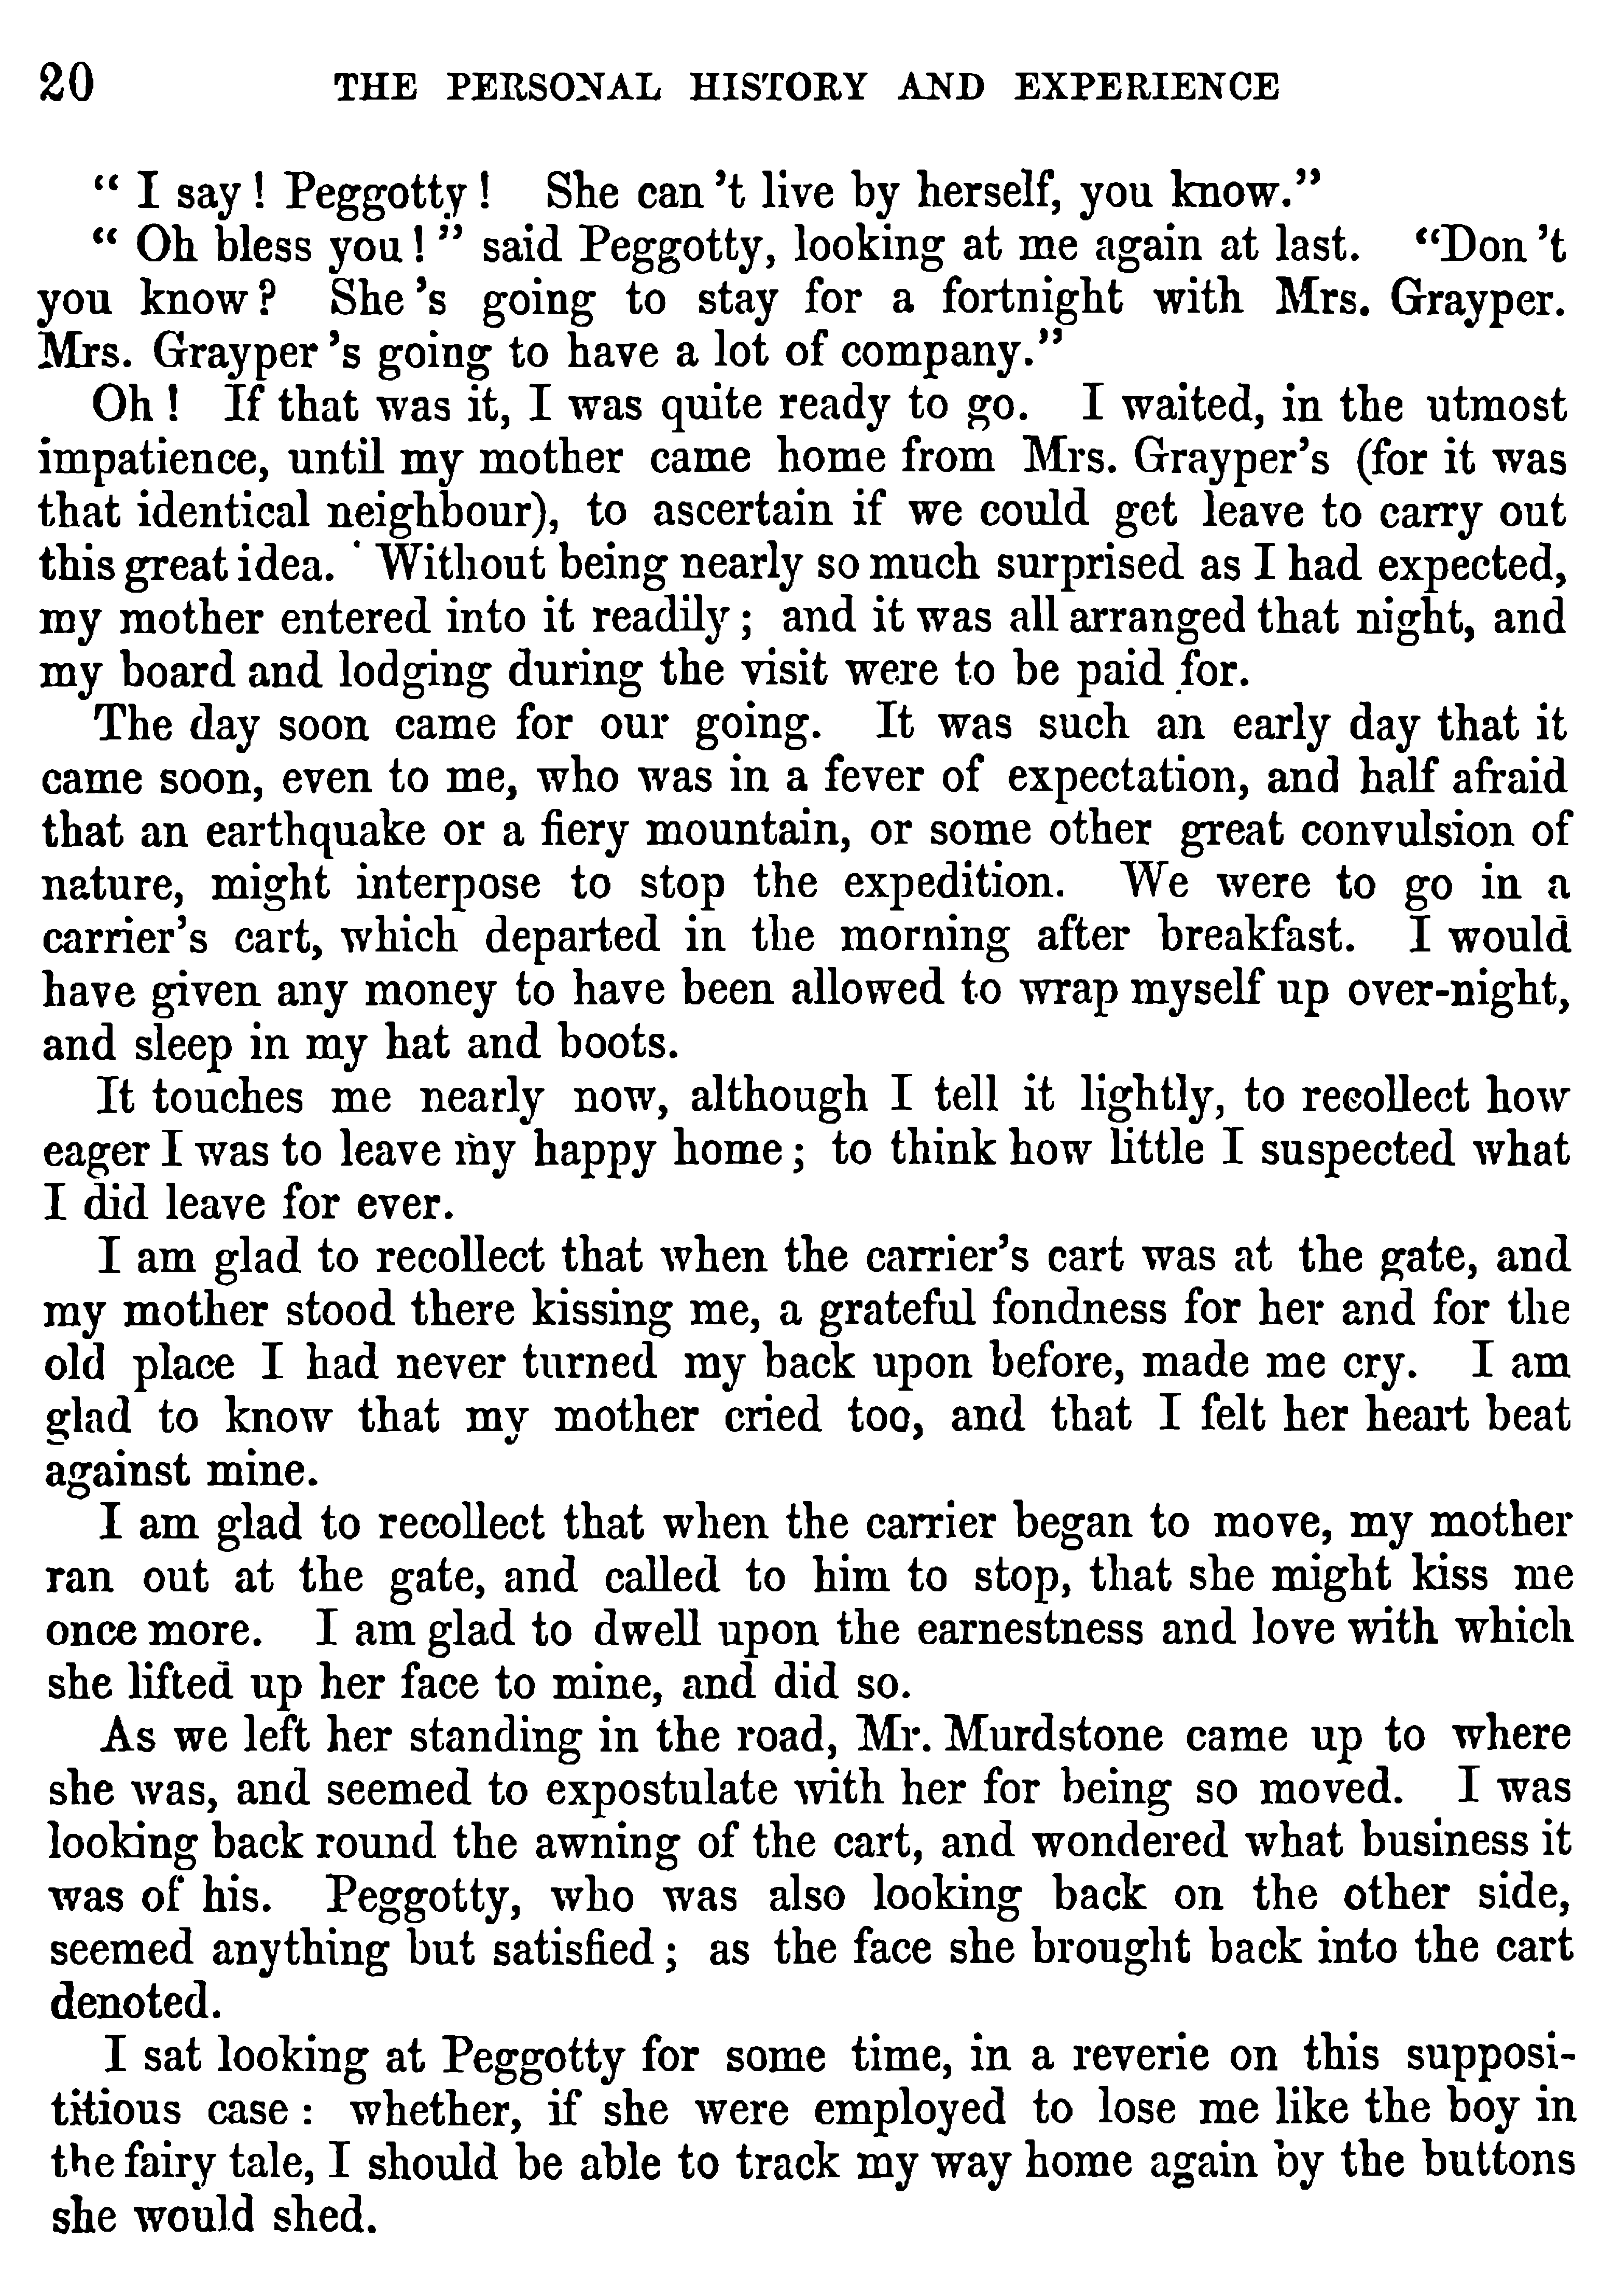 20 THE PERSONAL HISTORY AND EXPERIENCE
“ I say! Peggotty! She can 't live by herself, you know.”
“ Oh bless you!” said Peggotty, looking at me again at last. “Don 't
you know? She 's going to stay for a fortnight with Mrs. Grayper.
Mrs. Grayper 's going to have a lot of company.”
Oh! If that was it, I was quite ready to go. I waited, in the utmost
impatience, until my mother came home from Mrs. Grayper's (for it was
that identical neighbour), to ascertain if we could get leave to carry out
this great idea. Without being nearly so much surprised as I had expected,
my mother entered into it readily; and it was all arranged that night, and
my board and lodging during the visit were to be paid for.
The day soon came for our going. It was such an early day that it
came soon, even to me, who was in a fever of expectation, and half afraid
that an earthquake or a fiery mountain, or some other great convulsion of
nature, might interpose to stop the expedition. We were to go in a
carrier's cart, which departed in the morning after breakfast. I would
have given any money to have been allowed to wrap myself up over-night,
and sleep in my hat and boots.
It touches me nearly now, although I tell it lightly, to recollect how
eager I was to leave my happy home; to think how little I suspected what
I did leave for ever.
I am glad to recollect that when the carrier's cart was at the gate, and
my mother stood there kissing me, a grateful fondness for her and for the
old place I had never turned my back upon before, made me cry. I am
glad to know that my mother cried too, and that I felt her heart beat
against mine.
I am glad to recollect that when the carrier began to move, my mother
ran out at the gate, and called to him to stop, that she might kiss me
once more. I am glad to dwell upon the earnestness and love with which
she lifted up her face to mine, and did so.
As we left her standing in the road, Mr. Murdstone came up to where
she was, and seemed to expostulate with her for being so moved. I was
looking back round the awning of the cart, and wondered what business it
was of his. Peggotty, who was also looking back on the other side,
seemed anything but satisfied; as the face she brought back into the cart
denoted.
I sat looking at Peggotty for some time, in a reverie on this supposi-
titious case: whether, if she were employed to lose me like the boy in
the fairy tale, I should be able to track my way home again by the buttons
she would shed.